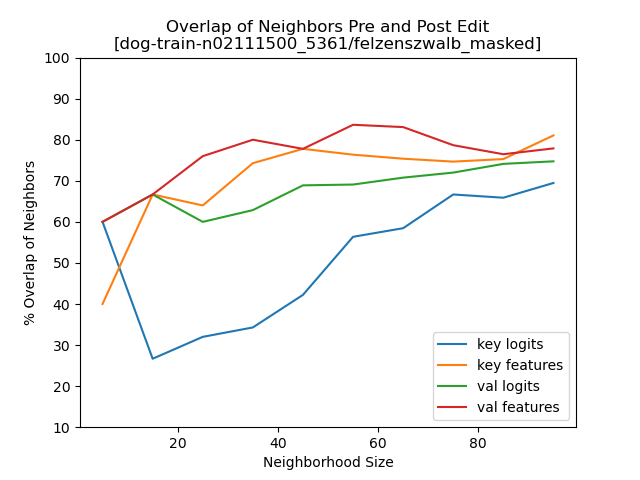 Overlap of Neighbors Pre and Post Edit
[dog-train-n02111500_5361/felzenszwalb_masked]
% Overlap of Neighbors
100
90
80
70
60
50
40
30
20
10
20
40
60
80
Neighborhood Size
key logits
key features
val logits
val features